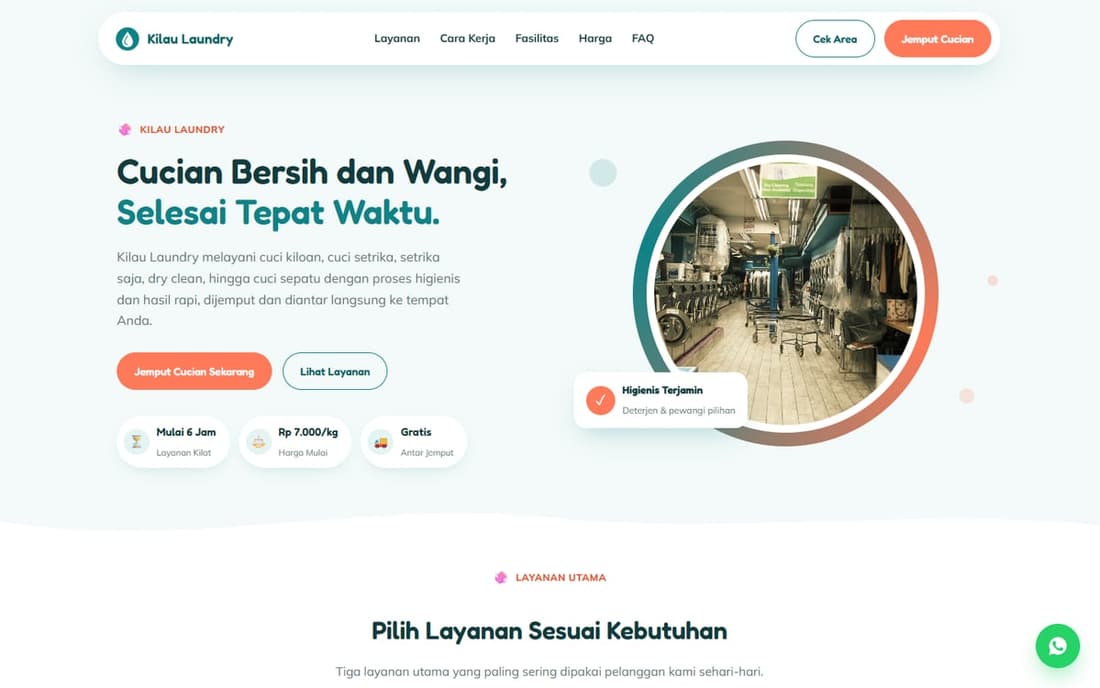 Kilau Laundry
Layanan
Cara Kerja
Fasilitas
Harga
FAQ
Cek Area
Jemput Cucian
KILAU LAUNDRY
Cucian Bersih dan Wangi,
Selesai Tepat Waktu.
Kilau Laundry melayani cuci kiloan, cuci setrika, setrika
saja, dry clean, hingga cuci sepatu dengan proses higienis
dan hasil rapi, dijemput dan diantar langsung ke tempat
Anda.
Jemput Cucian Sekarang
Lihat Layanan
Mulai 6 Jam
Layanan Kilat
Rp 7.000/kg
Harga Mulai
Gratis
Antar Jemput
Higienis Terjamin
Deterjen & pewangi pilihan
LAYANAN UTAMA
Pilih Layanan Sesuai Kebutuhan
Tiga layanan utama yang paling sering dipakai pelanggan kami sehari-hari.